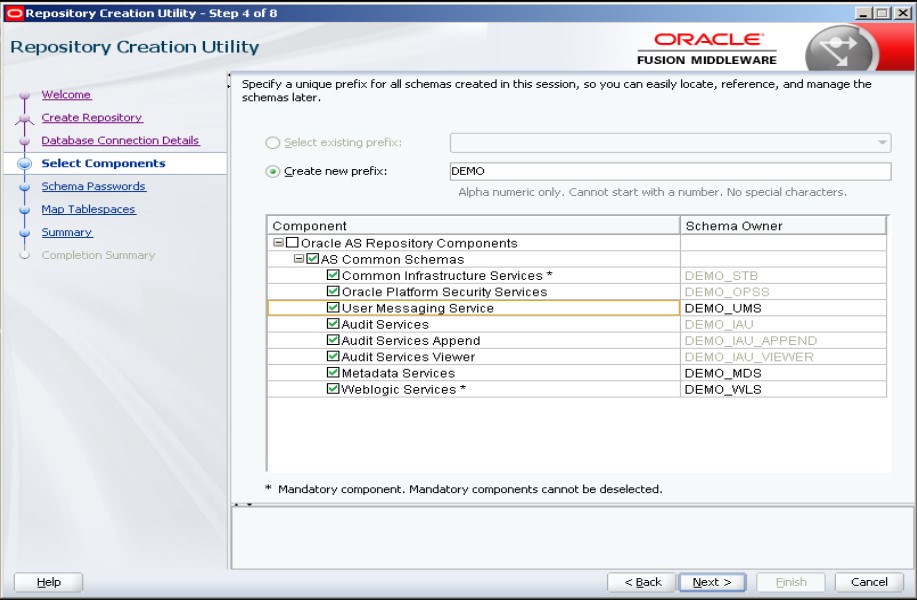 Repository Creation Utility - Step 4 of 8
Repository Creation Utility
ORACLE
FUSION MIDDLEWARE
Welcome
Create Repository
Database Connection Details
Select Components
Schema Passwords
Map Tablespaces
Summary
Completion Summary
Specify a unique prefix for all schemas created in this session, so you can easily locate, reference, and manage the
schemas later.
Select existing prefix:
Create new prefix: DEMO
Alpha numeric only. Cannot start with a number. No special characters.
Component Schema Owner
Oracle AS Repository Components
AS Common Schemas
Common Infrastructure Services * DEMO_STB
Oracle Platform Security Services DEMO_OPSS
User Messaging Service DEMO_UMS
Audit Services DEMO_IAU
Audit Services Append DEMO_IAU_APPEND
Audit Services Viewer DEMO_IAU_VIEWER
Metadata Services DEMO_MDS
Weblogic Services * DEMO_WLS
* Mandatory component. Mandatory components cannot be deselected.
Help < Back Next > Finish Cancel